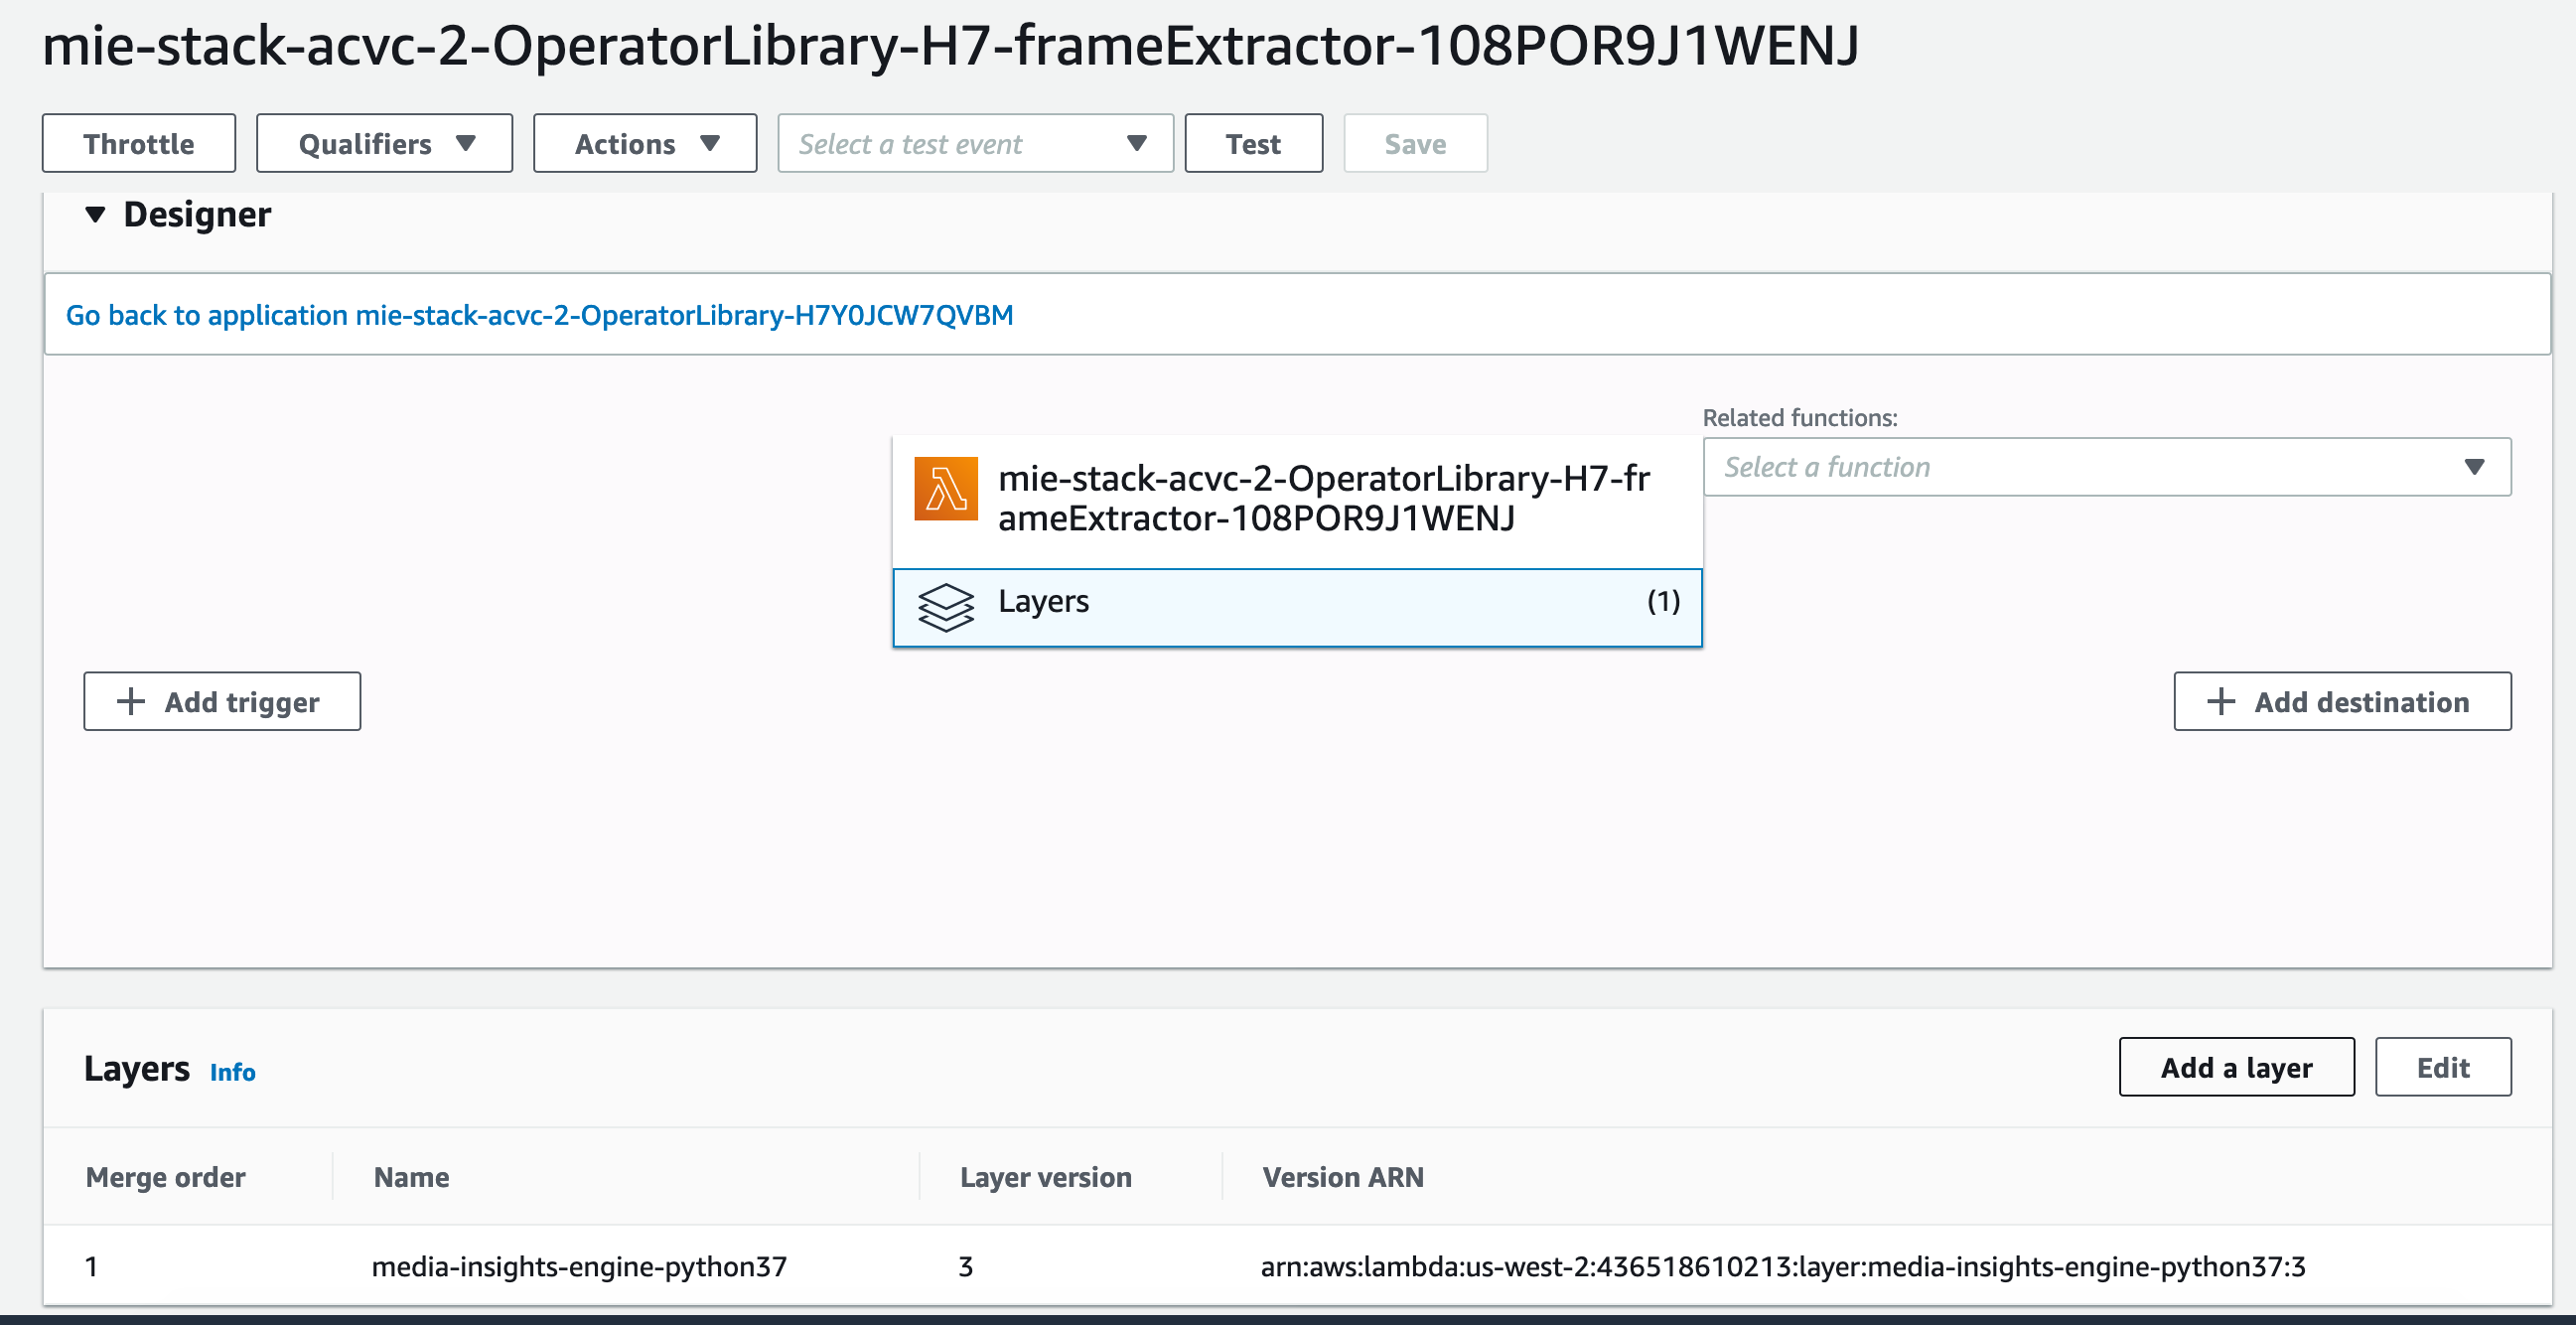 mie-stack-acvc-2-OperatorLibrary-H7-frameExtractor-108POR9J1WENJ
Throttle
Qualifiers
Actions
Select a test event
Test
Save
Designer
Go back to application mie-stack-acvc-2-OperatorLibrary-H7Y0JCW7QVBM
Related functions:
mie-stack-acvc-2-OperatorLibrary-H7-fr
ameExtractor-108POR9J1WENJ
Select a function
Layers (1)
Add trigger
Add destination
Layers Info
Add a layer
Edit
Merge order Name Layer version Version ARN
1 media-insights-engine-python37 3 arn:aws:lambda:us-west-2:436518610213:layer:media-insights-engine-python37:3